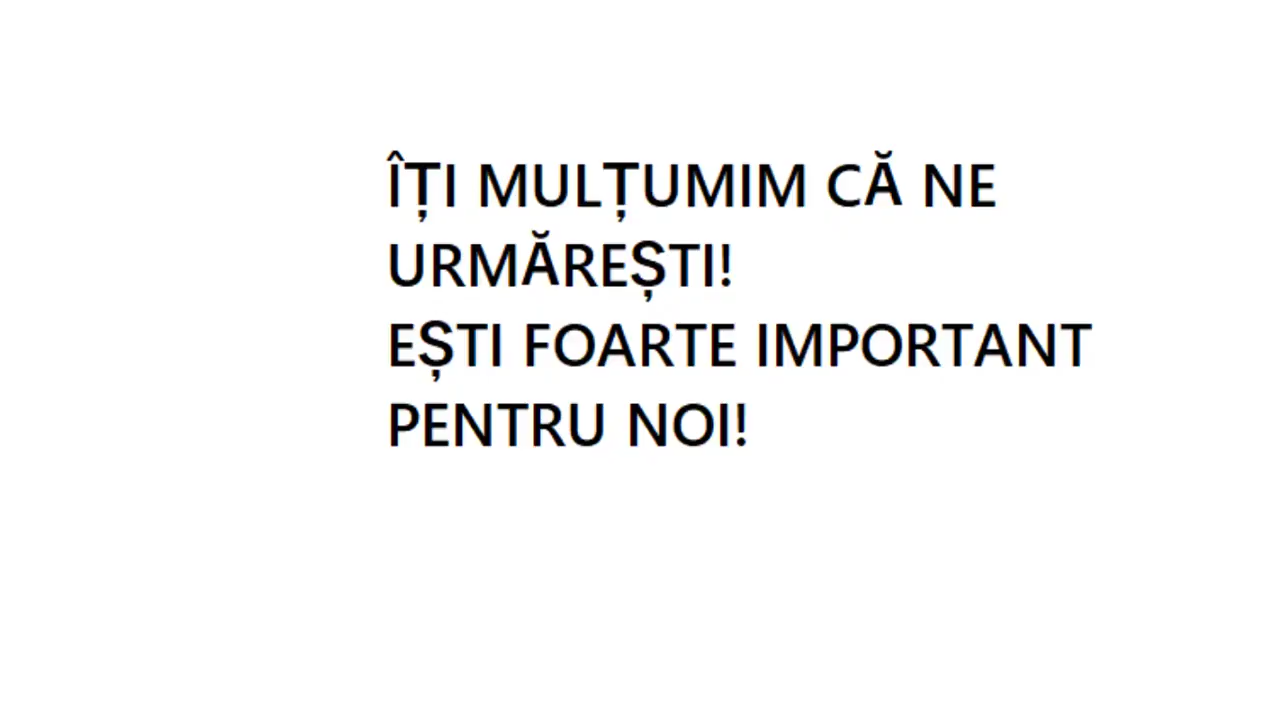 ÎȚI MULȚUMIM CĂ NE
URMĂREȘTI!
EȘTI FOARTE IMPORTANT
PENTRU NOI!